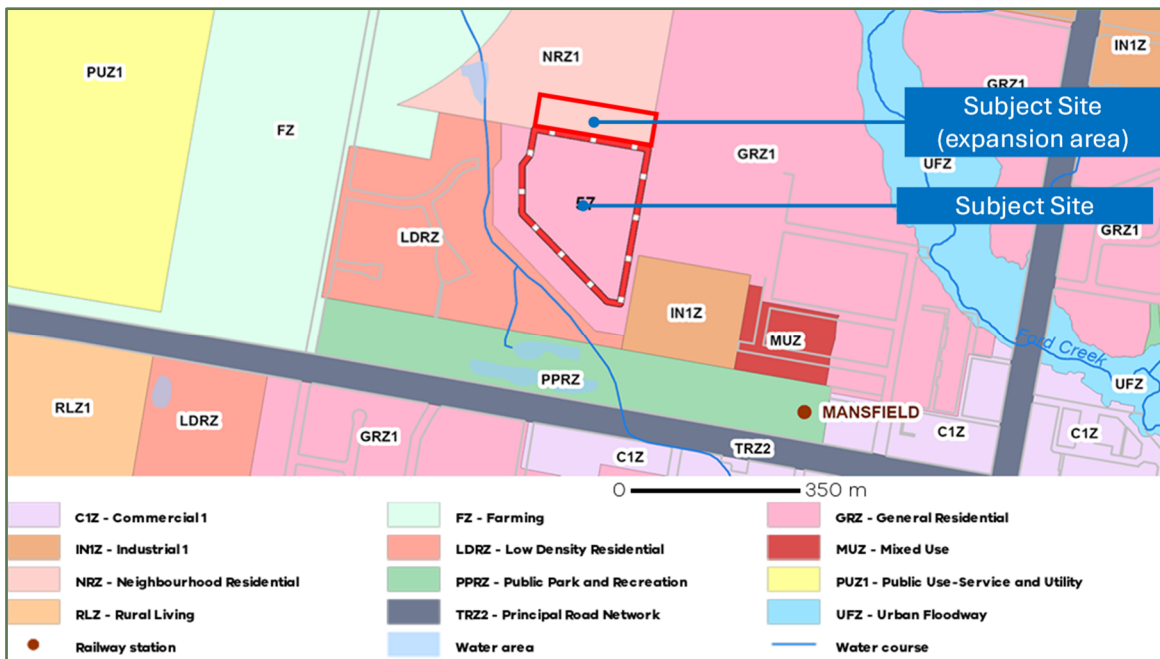 PUZ1
NRZ1
IN1Z
GRZ1
Subject Site
(expansion area)
FZ
GRZ1
UFZ
57
Subject Site
LDRZ
GRZ1
IN1Z
MUZ
Ford Creek
PPRZ
UFZ
RLZ1
LDRZ
MANSFIELD
GRZ1
C1Z
C1Z
C1Z
TRZ2
0 350 m
C1Z - Commercial 1
FZ - Farming
GRZ - General Residential
IN1Z - Industrial 1
LDRZ - Low Density Residential
MUZ - Mixed Use
NRZ - Neighbourhood Residential
PPRZ - Public Park and Recreation
PUZ1 - Public Use-Service and Utility
RLZ - Rural Living
TRZ2 - Principal Road Network
UFZ - Urban Floodway
Railway station
Water area
Water course